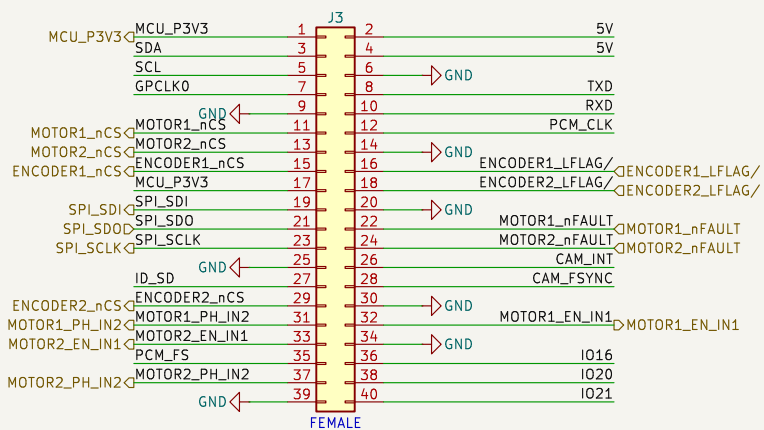 J3
MCU_P3V3 MCU_P3V3 1 2 5V
SDA 3 4 5V
SCL 5 6 GND
GPCLK0 7 8 TXD
GND 9 10 RXD
MOTOR1_nCS MOTOR1_nCS 11 12 PCM_CLK
MOTOR2_nCS MOTOR2_nCS 13 14 GND
ENCODER1_nCS ENCODER1_nCS 15 16 ENCODER1_LFLAG/ ENCODER1_LFLAG/
MCU_P3V3 17 18 ENCODER2_LFLAG/ ENCODER2_LFLAG/
SPI_SDI SPI_SDI 19 20 GND
SPI_SDO SPI_SDO 21 22 MOTOR1_nFAULT MOTOR1_nFAULT
SPI_SCLK SPI_SCLK 23 24 MOTOR2_nFAULT MOTOR2_nFAULT
GND 25 26 CAM_INT
ID_SD 27 28 CAM_FSYNC
ENCODER2_nCS ENCODER2_nCS 29 30 GND
MOTOR1_PH_IN2 MOTOR1_PH_IN2 31 32 MOTOR1_EN_IN1 MOTOR1_EN_IN1
MOTOR2_EN_IN1 MOTOR2_EN_IN1 33 34 GND
PCM_FS 35 36 IO16
MOTOR2_PH_IN2 MOTOR2_PH_IN2 37 38 IO20
GND 39 40 IO21
FEMALE